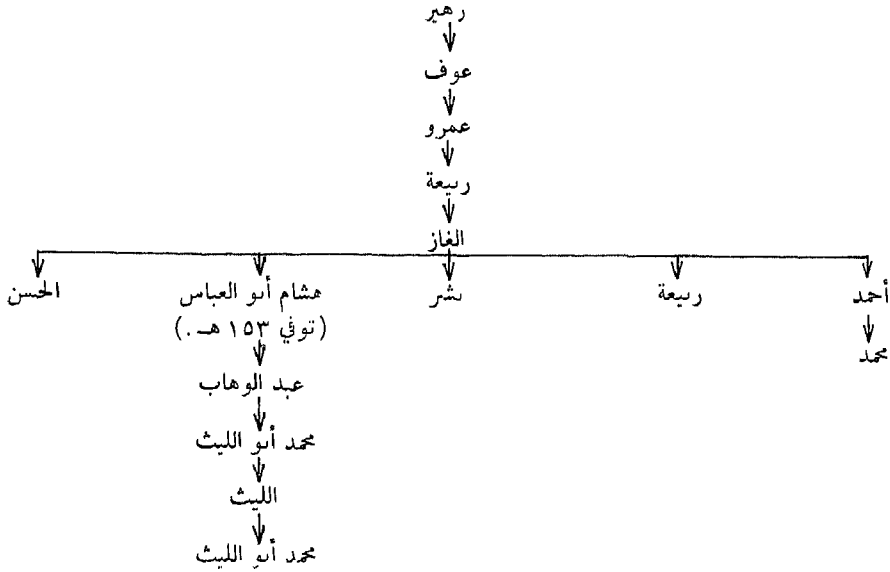 زهير
عوف
عمرو
ربيعة
الغاز
أحمد ربيعة بشر هشام أبو العباس الحسن
محمد (توفي ١٥٣ هـ .)
عبد الوهاب
محمد أبو الليث
الليث
محمد أبو الليث